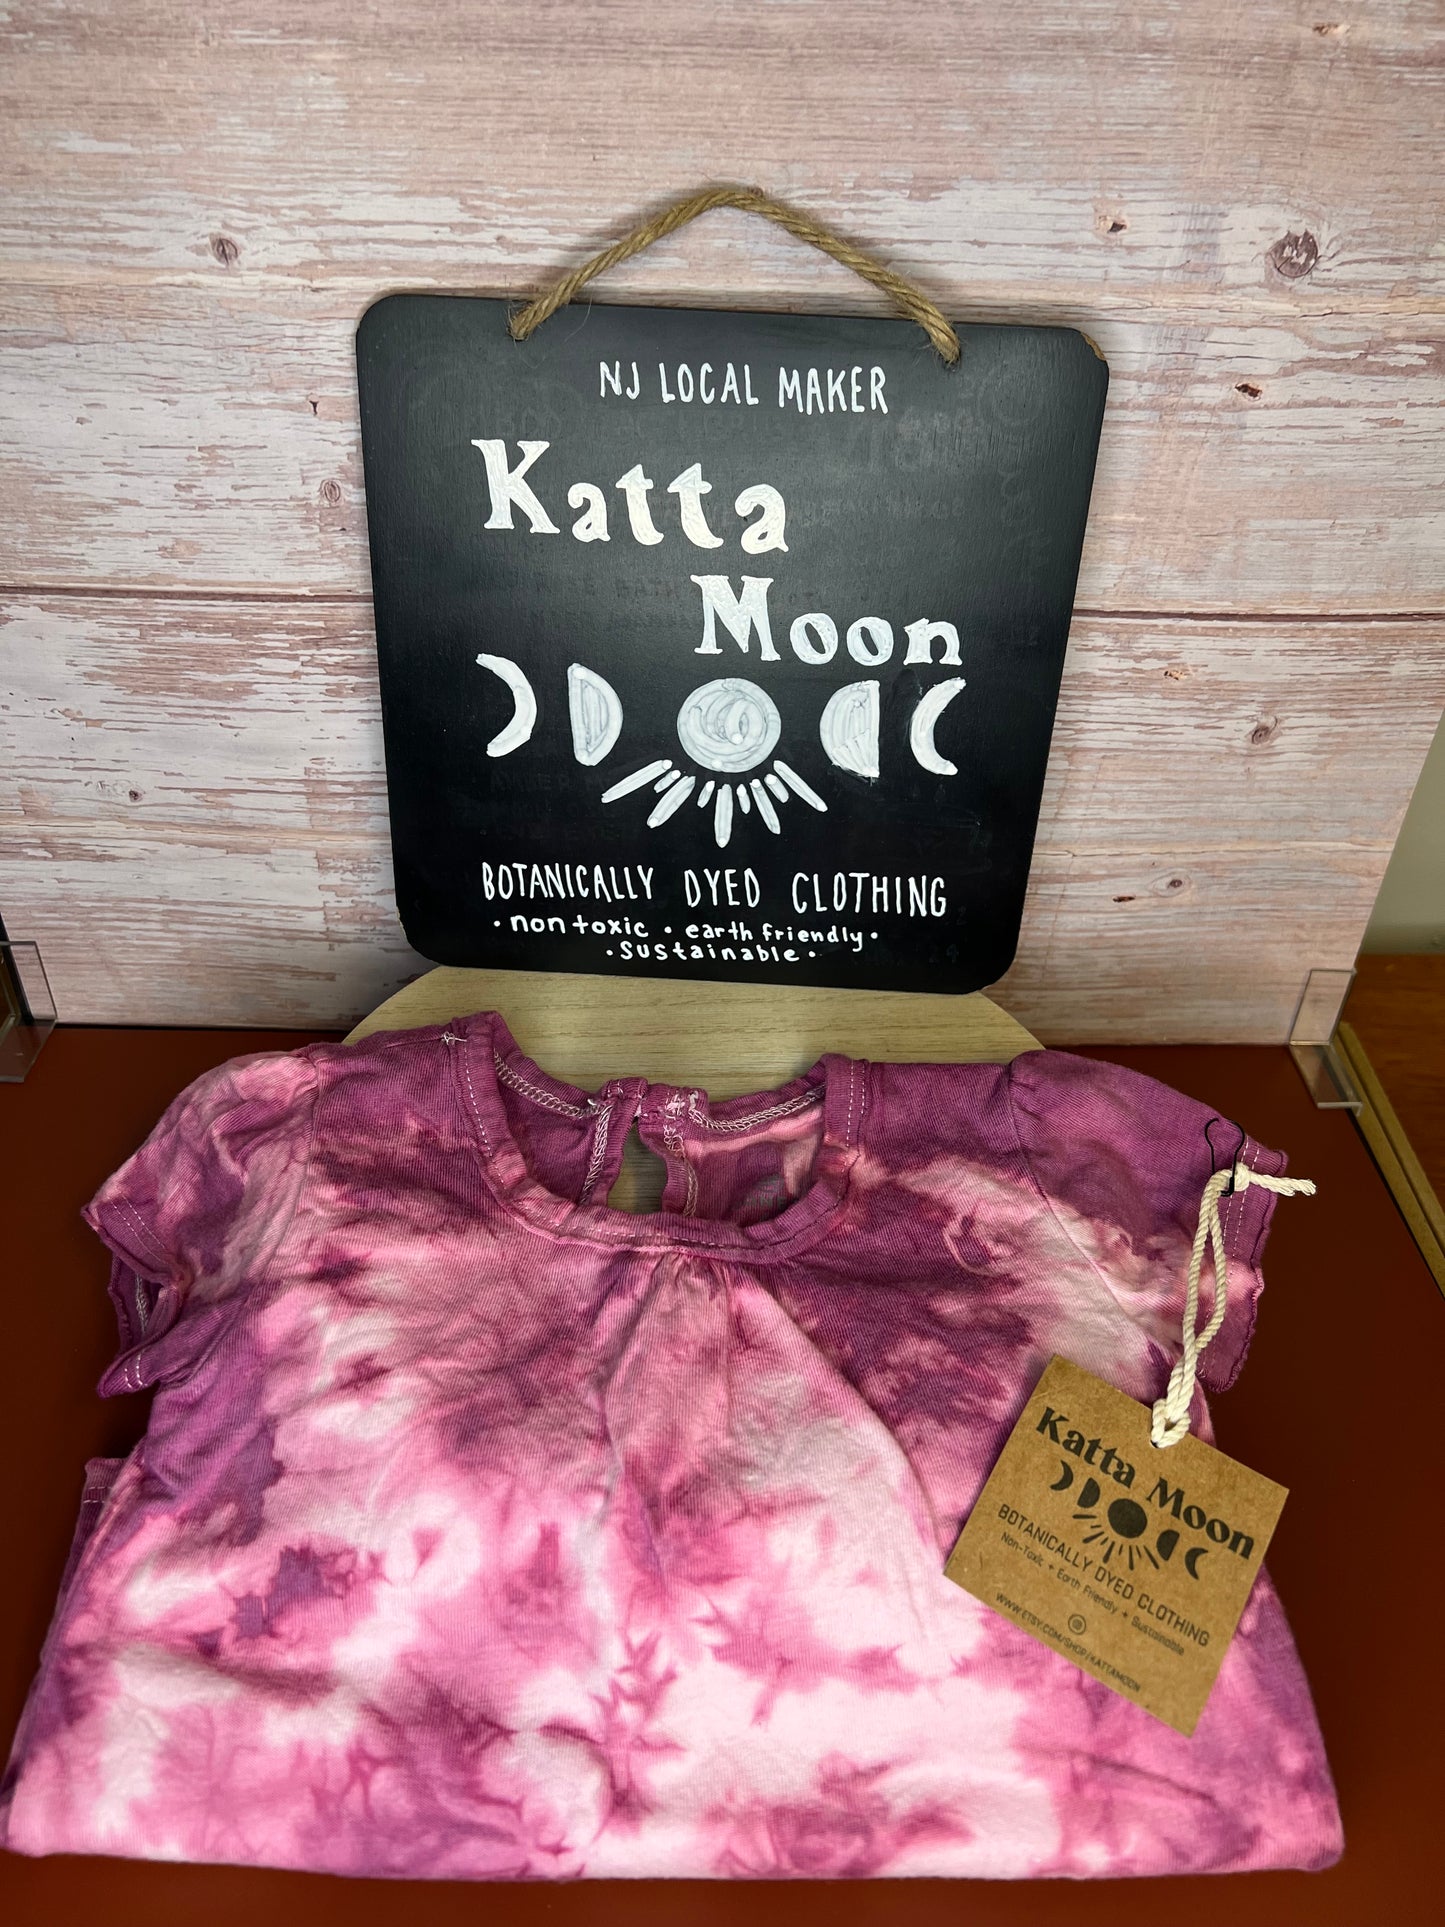 NJ LOCAL MAKER
Katta
Moon
BOTANICALLY DYED CLOTHING
• non toxic • earth friendly •
• sustainable •
Katta Moon
BOTANICALLY DYED CLOTHING
Non-Toxic + Earth Friendly + Sustainable
WWW.ETSY.COM/SHOP/KATTAMOON